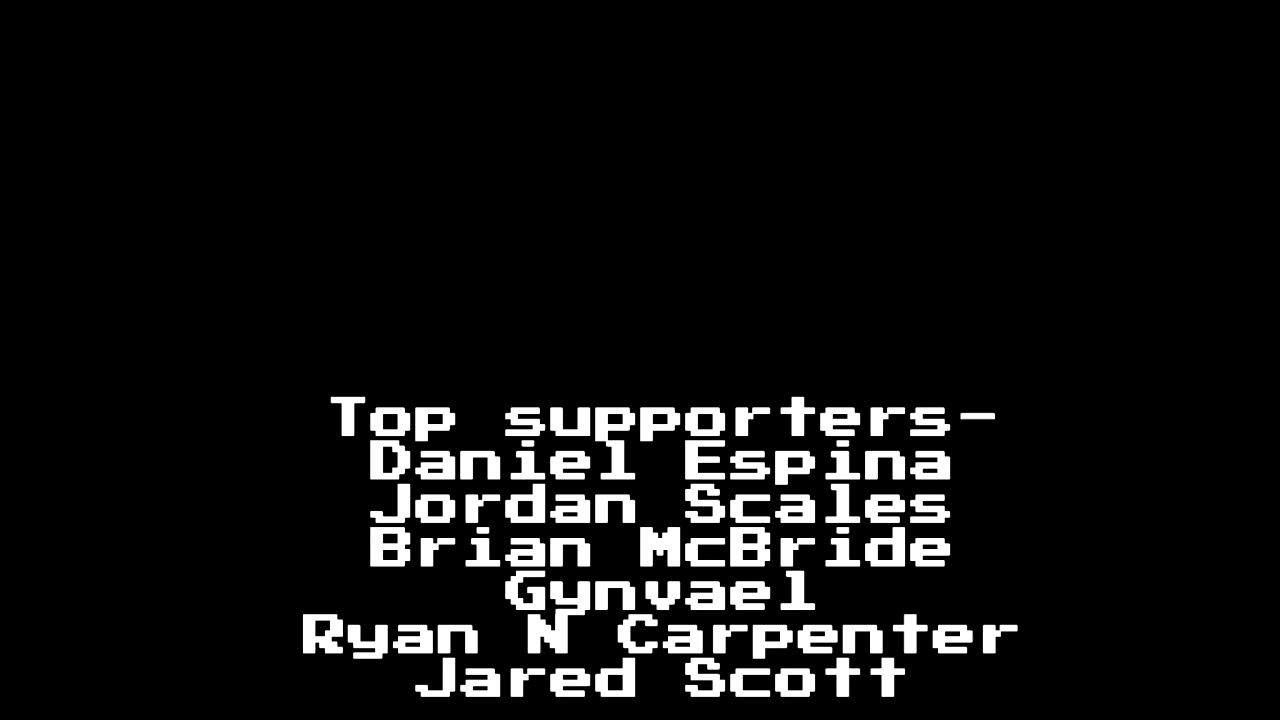 Top supporters-
Daniel Espina
Jordan Scales
Brian McBride
Gynvael
Ryan N Carpenter
Jared Scott